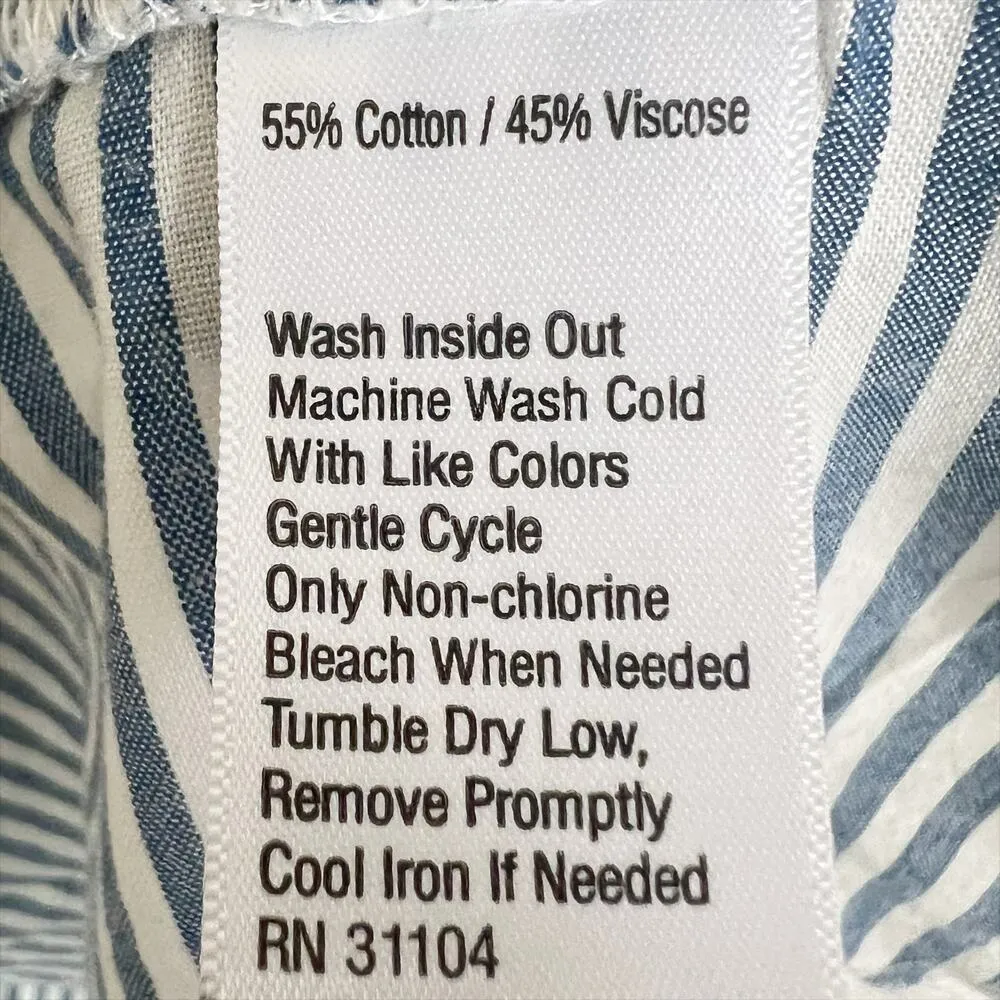 55% Cotton / 45% Viscose
Wash Inside Out
Machine Wash Cold
With Like Colors
Gentle Cycle
Only Non-chlorine
Bleach When Needed
Tumble Dry Low,
Remove Promptly
Cool Iron If Needed
RN 31104